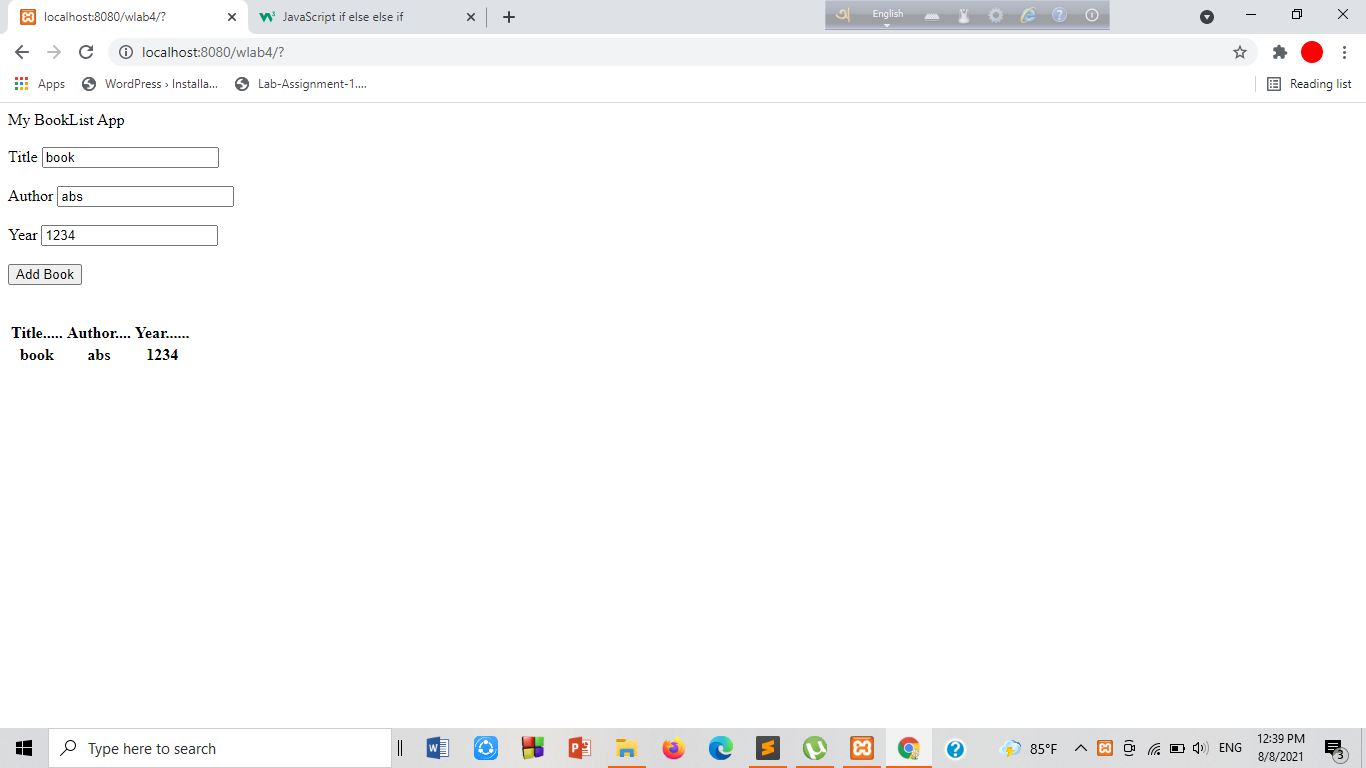 localhost:8080/wlab4/?
JavaScript if else else if
অ English
localhost:8080/wlab4/?
Apps
WordPress › Installa...
Lab-Assignment-1....
Reading list
My BookList App
Title book
Author abs
Year 1234
Add Book
Title..... Author.... Year......
book abs 1234
Type here to search
85°F
ENG
12:39 PM
8/8/2021
3